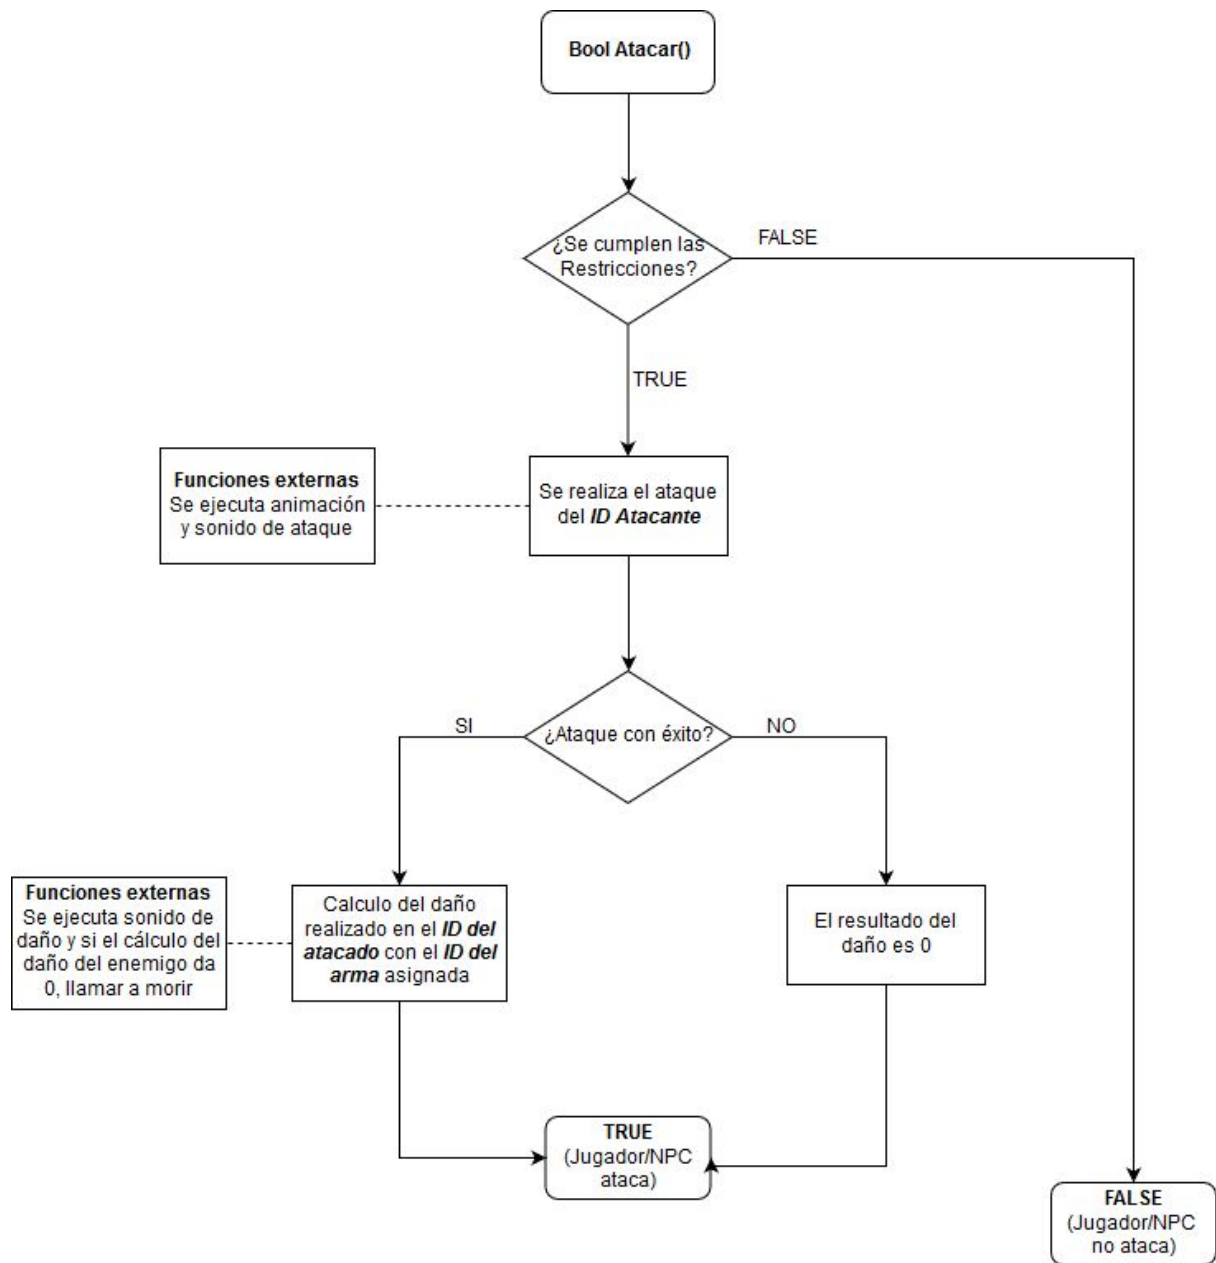 Bool Atacar()
¿Se cumplen las
Restricciones?
FALSE
TRUE
Funciones externas
Se ejecuta animación
y sonido de ataque
Se realiza el ataque
del ID Atacante
¿Ataque con éxito?
SI
NO
Funciones externas
Se ejecuta sonido de
daño y si el cálculo del
daño del enemigo da
0, llamar a morir
Calculo del daño
realizado en el ID del
atacado con el ID del
arma asignada
El resultado del
daño es 0
TRUE
(Jugador/NPC
ataca)
FALSE
(Jugador/NPC
no ataca)